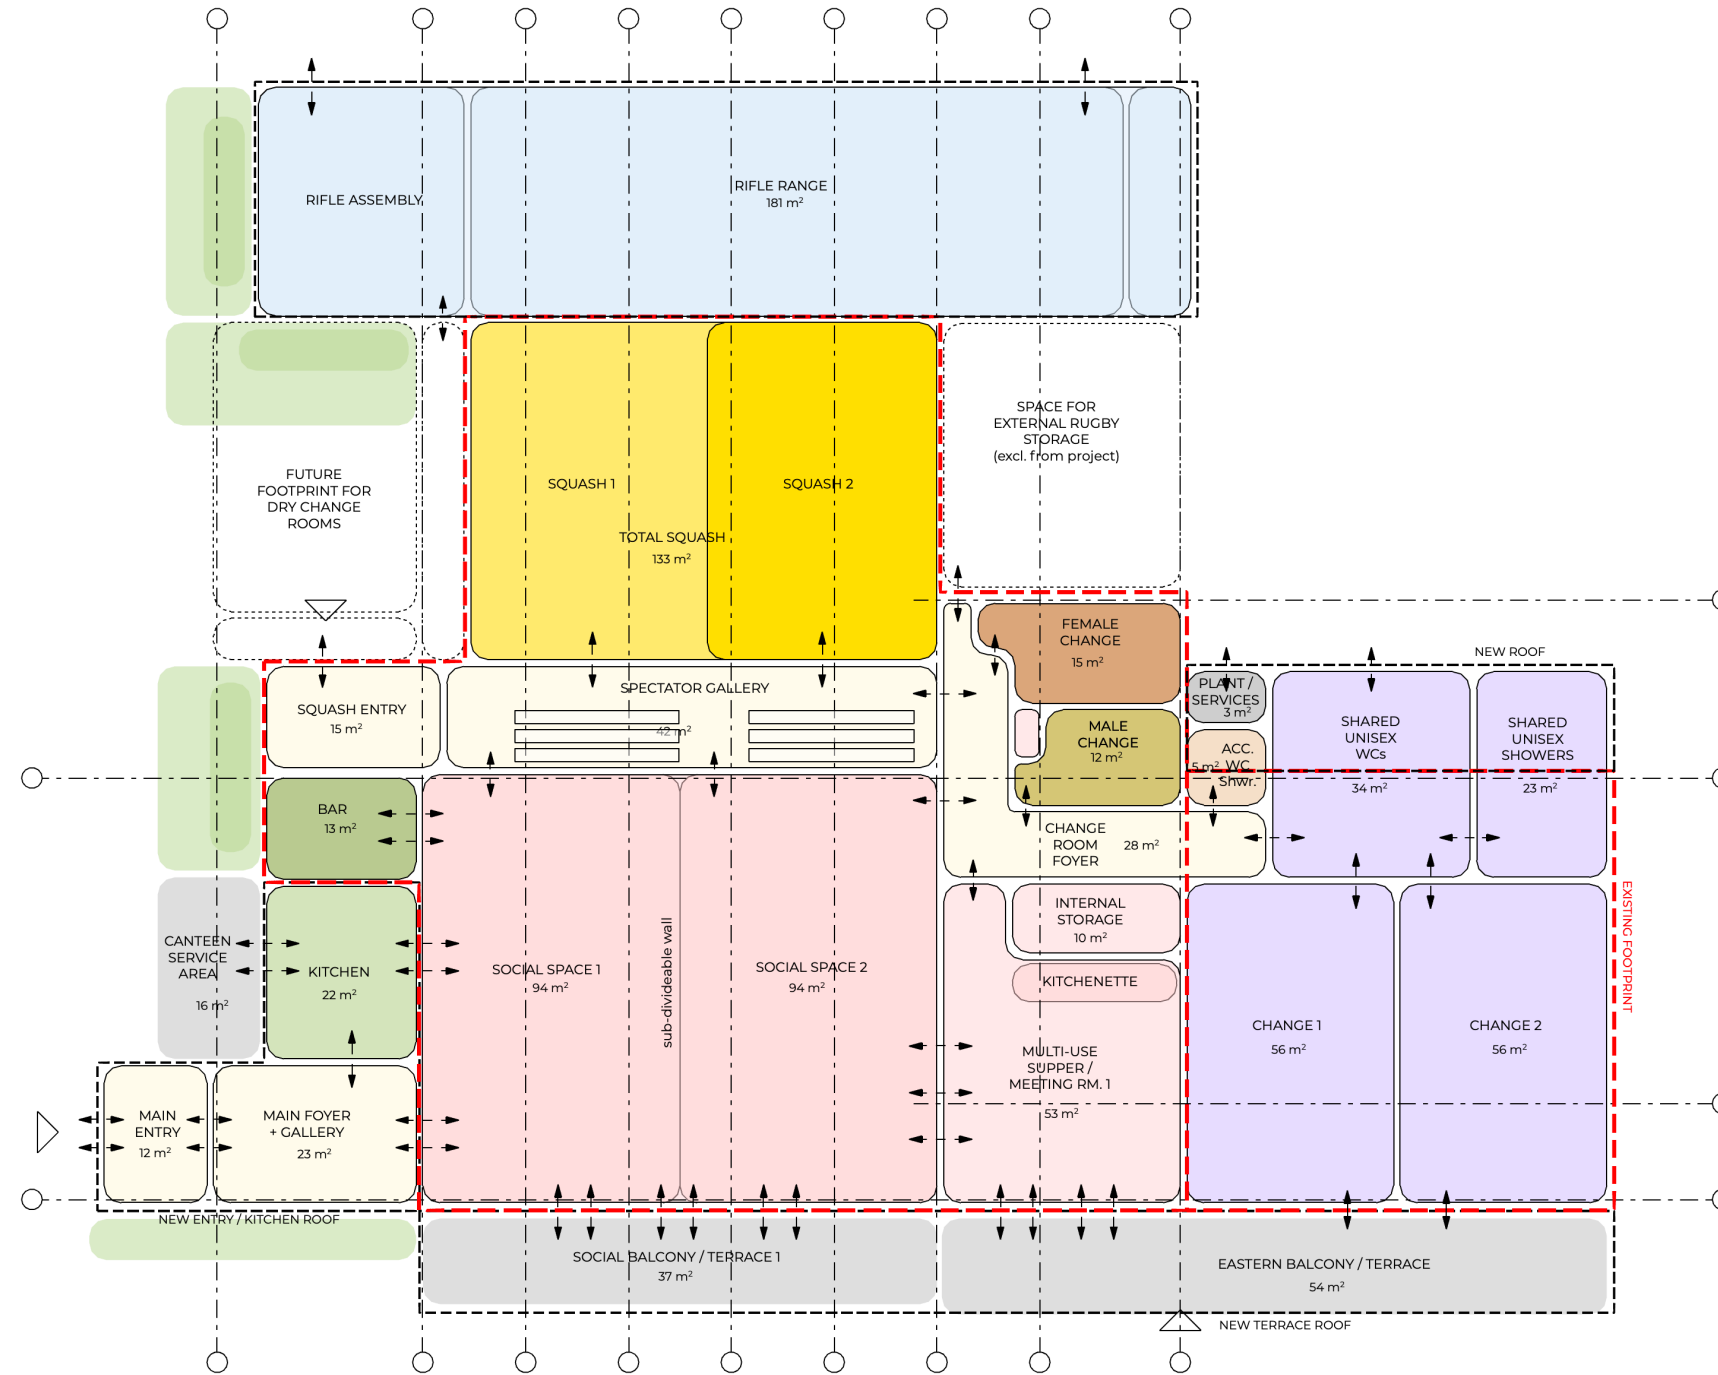 RIFLE ASSEMBLY
RIFLE RANGE
181 m²
SPACE FOR
EXTERNAL RUGBY
STORAGE
(excl. from project)
FUTURE
FOOTPRINT FOR
DRY CHANGE
ROOMS
SQUASH 1
SQUASH 2
TOTAL SQUASH
133 m²
FEMALE
CHANGE
15 m²
NEW ROOF
SQUASH ENTRY
15 m²
SPECTATOR GALLERY
42 m²
MALE
CHANGE
12 m²
PLANT /
SERVICES
3 m²
ACC.
WC
Shwr.
5 m²
SHARED
UNISEX
WCs
34 m²
SHARED
UNISEX
SHOWERS
23 m²
BAR
13 m²
CHANGE
ROOM
FOYER
28 m²
CANTEEN
SERVICE
AREA
16 m²
KITCHEN
22 m²
SOCIAL SPACE 1
94 m²
sub-divideable wall
SOCIAL SPACE 2
94 m²
INTERNAL
STORAGE
10 m²
KITCHENETTE
MULTI-USE
SUPPER /
MEETING RM. 1
53 m²
CHANGE 1
56 m²
CHANGE 2
56 m²
EXISTING FOOTPRINT
MAIN
ENTRY
12 m²
MAIN FOYER
+ GALLERY
23 m²
NEW ENTRY / KITCHEN ROOF
SOCIAL BALCONY / TERRACE 1
37 m²
EASTERN BALCONY / TERRACE
54 m²
NEW TERRACE ROOF